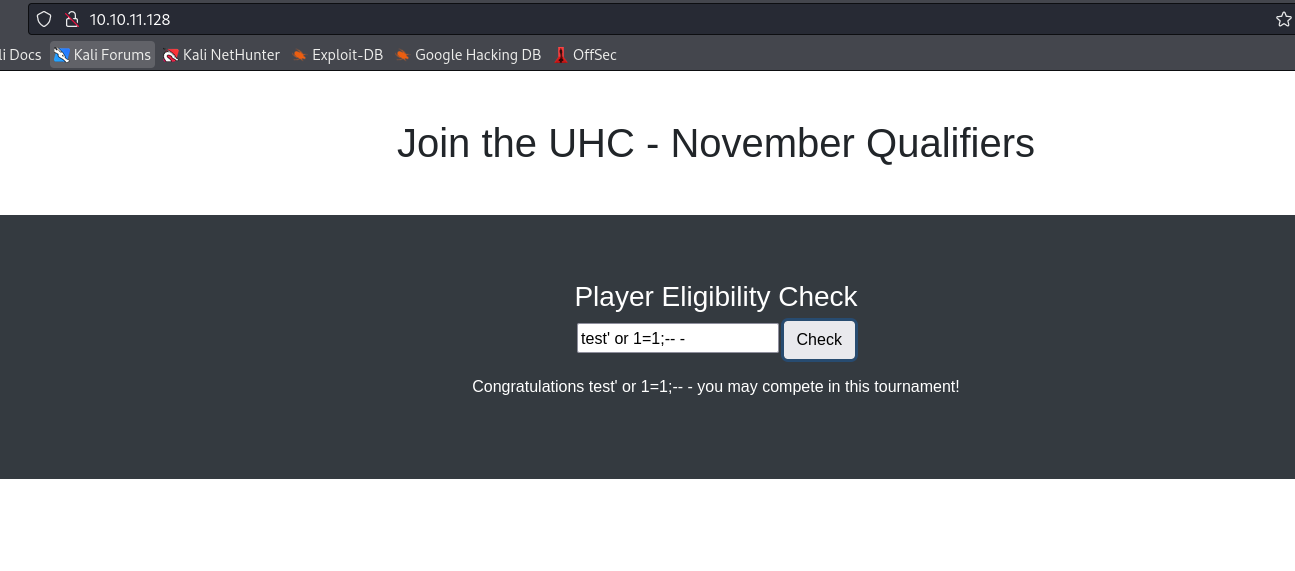 10.10.11.128
li Docs Kali Forums Kali NetHunter Exploit-DB Google Hacking DB OffSec
Join the UHC - November Qualifiers
Player Eligibility Check
test' or 1=1;-- - Check
Congratulations test' or 1=1;-- - you may compete in this tournament!